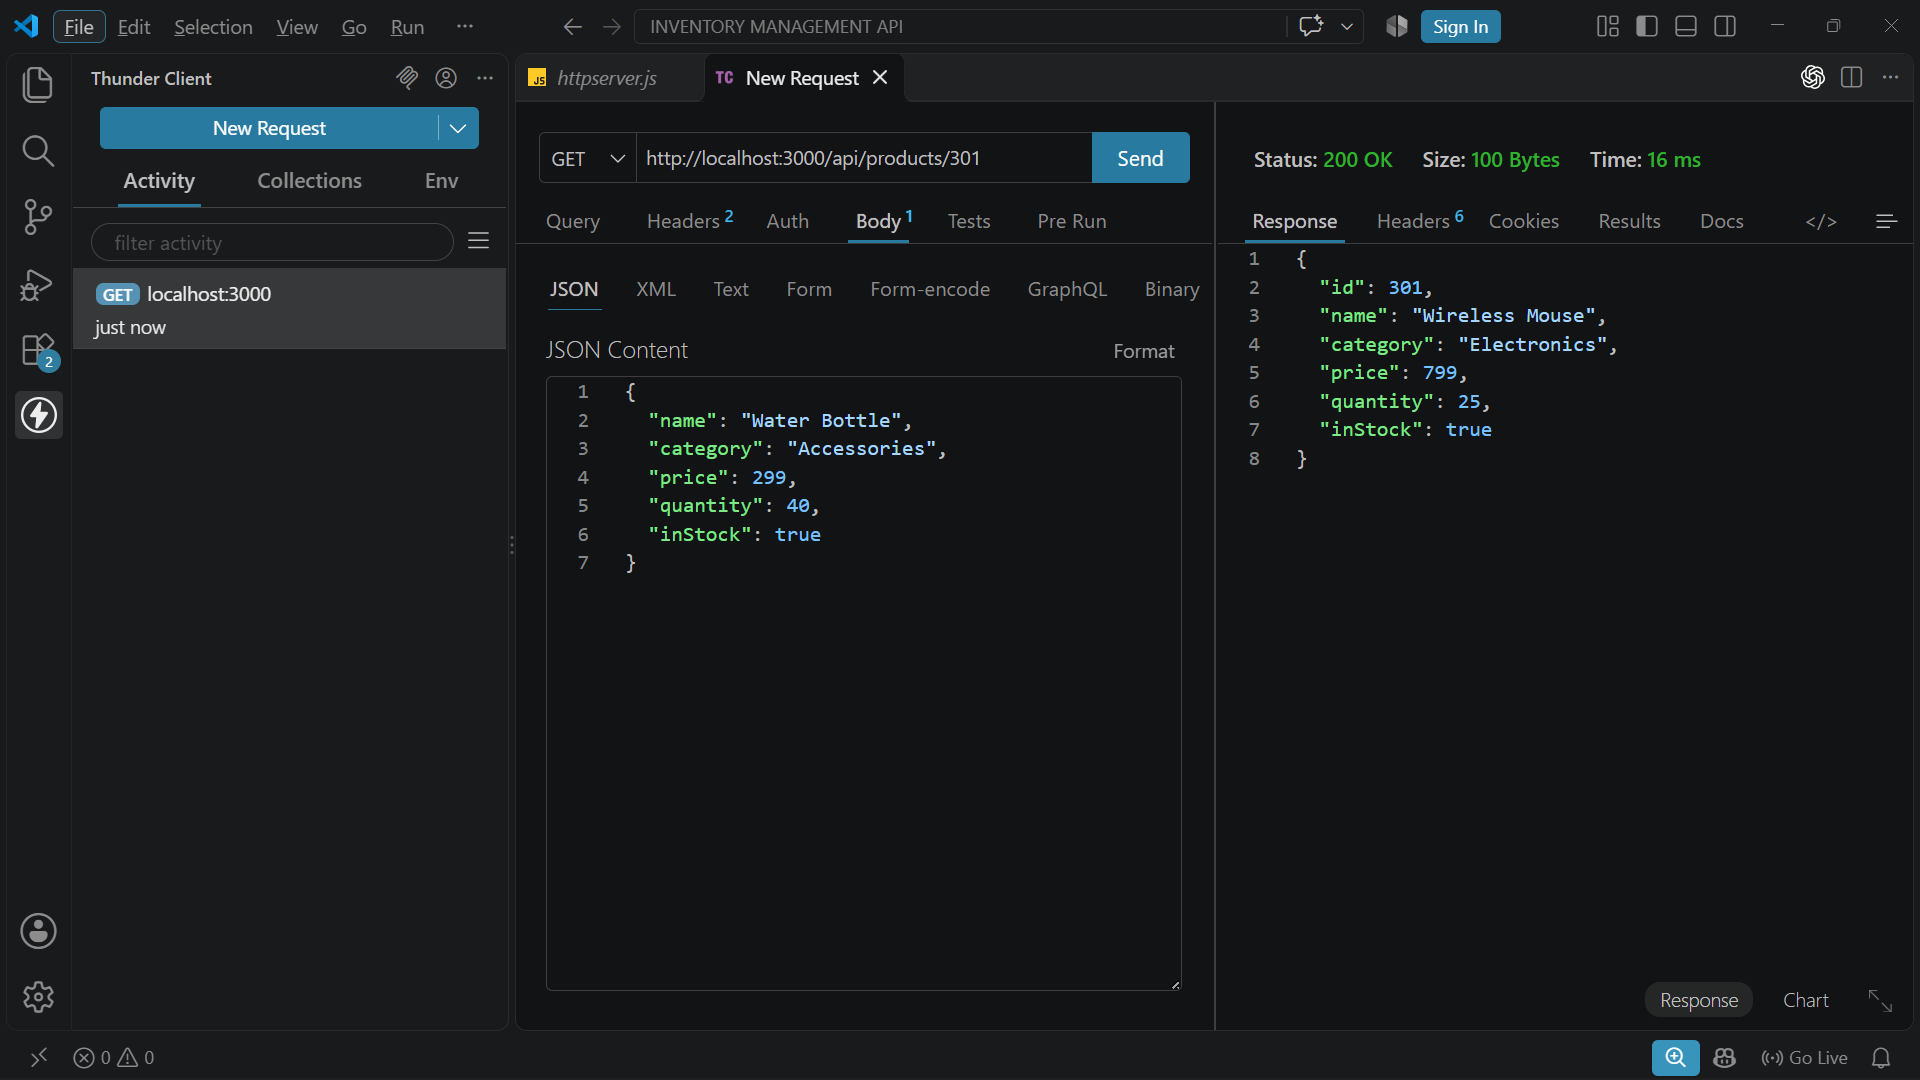 File Edit Selection View Go Run ···
INVENTORY MANAGEMENT API
Sign In
Thunder Client
New Request
Activity Collections Env
filter activity
GET localhost:3000
just now
2
JS httpserver.js
TC New Request
GET http://localhost:3000/api/products/301 Send
Query Headers 2 Auth Body 1 Tests Pre Run
JSON XML Text Form Form-encode GraphQL Binary
JSON Content Format
1 {
2 "name": "Water Bottle",
3 "category": "Accessories",
4 "price": 299,
5 "quantity": 40,
6 "inStock": true
7 }
Status: 200 OK Size: 100 Bytes Time: 16 ms
Response Headers 6 Cookies Results Docs </>
1 {
2 "id": 301,
3 "name": "Wireless Mouse",
4 "category": "Electronics",
5 "price": 799,
6 "quantity": 25,
7 "inStock": true
8 }
Response Chart
0 0
Go Live